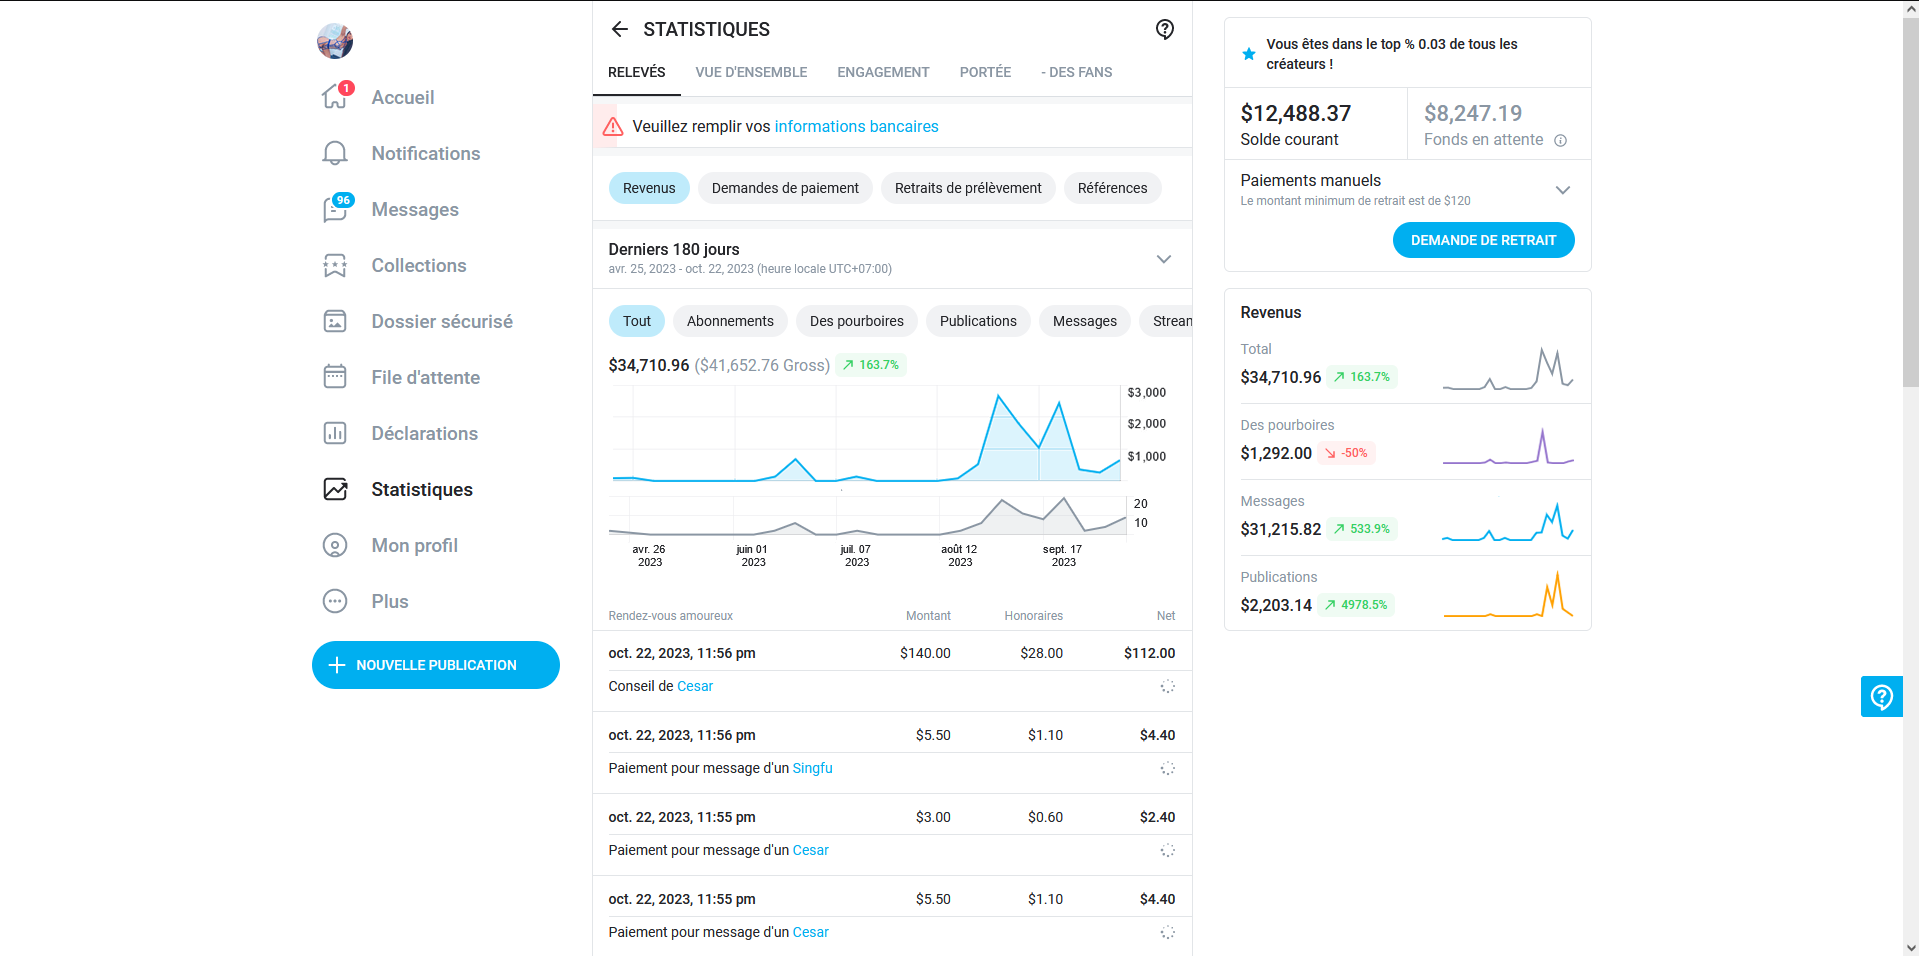 1
Accueil
Notifications
96
Messages
Collections
Dossier sécurisé
File d'attente
Déclarations
Statistiques
Mon profil
Plus
NOUVELLE PUBLICATION
STATISTIQUES
RELEVÉS VUE D'ENSEMBLE ENGAGEMENT PORTÉE - DES FANS
Veuillez remplir vos informations bancaires
Revenus Demandes de paiement Retraits de prélèvement Références
Derniers 180 jours
avr. 25, 2023 - oct. 22, 2023 (heure locale UTC+07:00)
Tout Abonnements Des pourboires Publications Messages Strean
$34,710.96 ($41,652.76 Gross) 163.7%
$3,000
$2,000
$1,000
20
10
avr. 26 juin 01 juil. 07 août 12 sept. 17
2023 2023 2023 2023 2023
Rendez-vous amoureux Montant Honoraires Net
oct. 22, 2023, 11:56 pm $140.00 $28.00 $112.00
Conseil de Cesar
oct. 22, 2023, 11:56 pm $5.50 $1.10 $4.40
Paiement pour message d'un Singfu
oct. 22, 2023, 11:55 pm $3.00 $0.60 $2.40
Paiement pour message d'un Cesar
oct. 22, 2023, 11:55 pm $5.50 $1.10 $4.40
Paiement pour message d'un Cesar
Vous êtes dans le top % 0.03 de tous les
créateurs !
$12,488.37 $8,247.19
Solde courant Fonds en attente
Paiements manuels
Le montant minimum de retrait est de $120
DEMANDE DE RETRAIT
Revenus
Total
$34,710.96 163.7%
Des pourboires
$1,292.00 -50%
Messages
$31,215.82 533.9%
Publications
$2,203.14 4978.5%